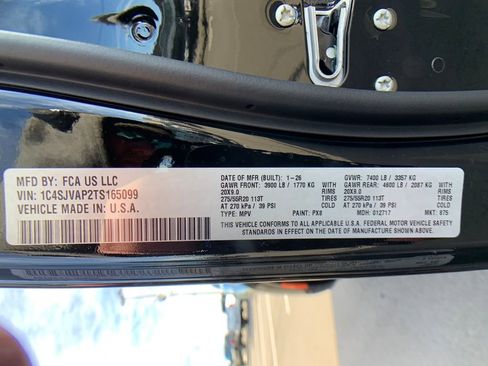 MFD BY: FCA US LLC
VIN: 1C4SJVAP2TS165099
VEHICLE MADE IN: U.S.A.
DATE OF MFR (BUILT): 1-26 GVWR: 7400 LB / 3357 KG
GAWR FRONT: 3900 LB / 1770 KG WITH GAWR REAR: 4600 LB / 2087 KG WITH
20X9.0 RIMS 20X9.0 RIMS
275/55R20 113T TIRES 275/55R20 113T TIRES
AT 270 kPa / 39 PSI COLD AT 270 kPa / 39 PSI COLD
TYPE: MPV PAINT: PX8 MDH: 012717 MKT: 875
THIS VEHICLE CONFORMS TO ALL APPLICABLE FEDERAL MOTOR VEHICLE SAFETY
STANDARDS IN EFFECT ON THE DATE OF MANUFACTURE SHOWN ABOVE.